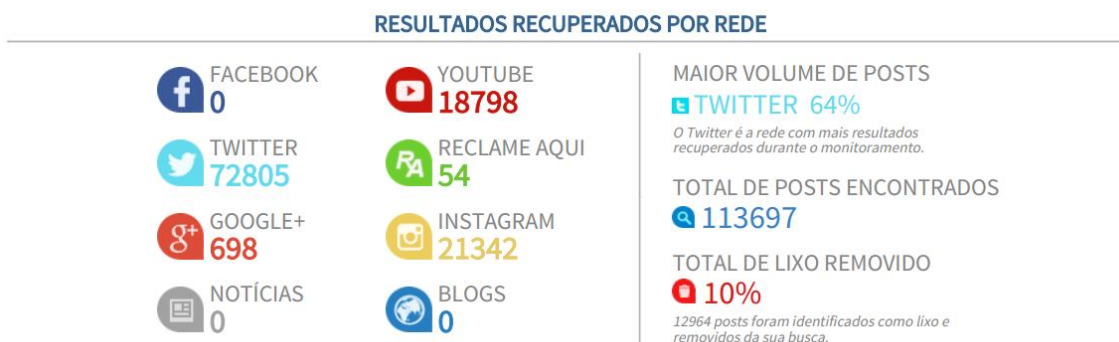 RESULTADOS RECUPERADOS POR REDE
FACEBOOK
0
YOUTUBE
18798
TWITTER
72805
RECLAME AQUI
RA
54
GOOGLE+
g+
698
INSTAGRAM
21342
NOTÍCIAS
0
BLOGS
0
MAIOR VOLUME DE POSTS
TWITTER 64%
O Twitter é a rede com mais resultados
recuperados durante o monitoramento.
TOTAL DE POSTS ENCONTRADOS
113697
TOTAL DE LIXO REMOVIDO
10%
12964 posts foram identificados como lixo e
removidos da sua busca.